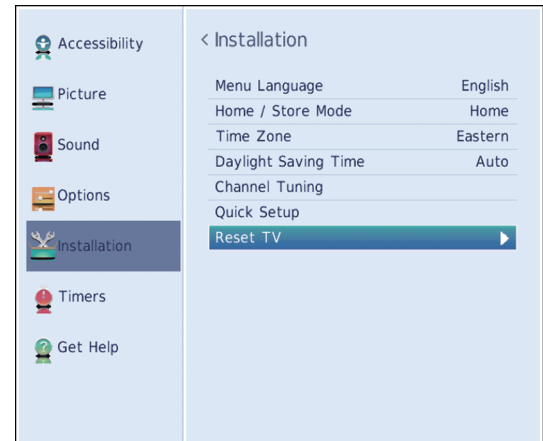 Accessibility
Picture
Sound
Options
Installation
Timers
Get Help
< Installation
Menu Language English
Home / Store Mode Home
Time Zone Eastern
Daylight Saving Time Auto
Channel Tuning
Quick Setup
Reset TV